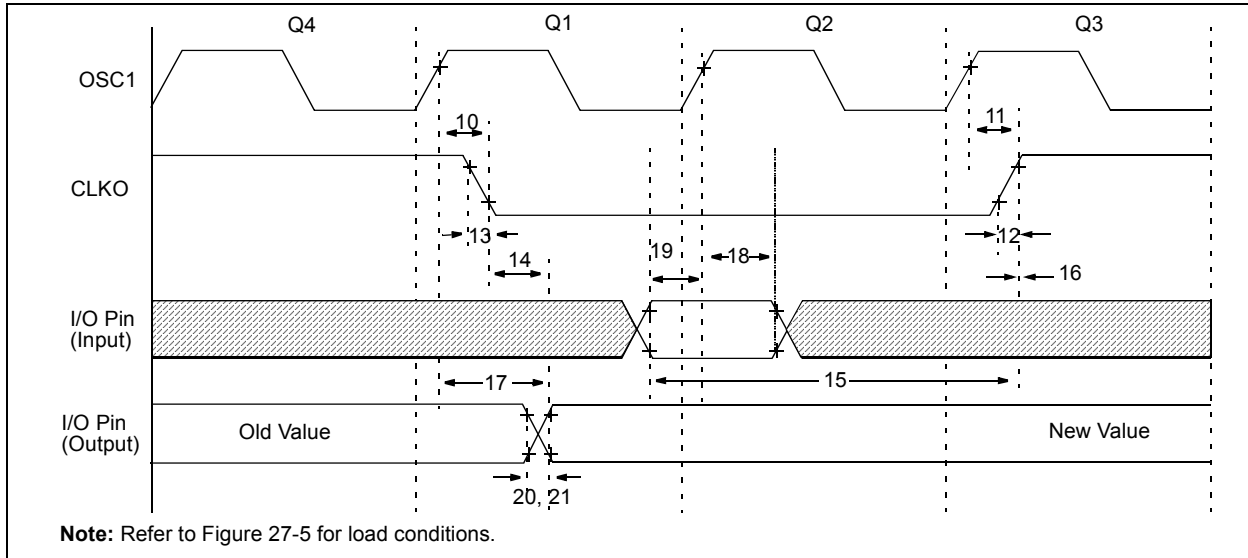 Q4 Q1 Q2 Q3
OSC1
10 11
CLKO
13 12
14 19 18 16
I/O Pin
(Input)
17 15
I/O Pin
(Output)
Old Value New Value
20, 21
Note: Refer to Figure 27-5 for load conditions.